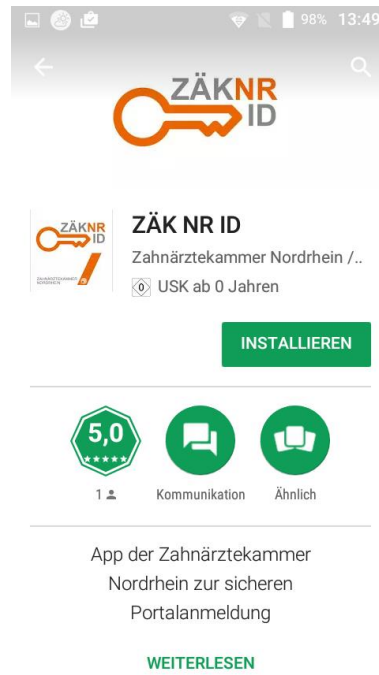 98% 13:49
ZÄKNR
ID
ZÄKNR
ID
ZÄK NR ID
Zahnärztekammer Nordrhein /..
0 USK ab 0 Jahren
INSTALLIEREN
5,0
1
Kommunikation
Ähnlich
App der Zahnärztekammer
Nordrhein zur sicheren
Portalanmeldung
WEITERLESEN